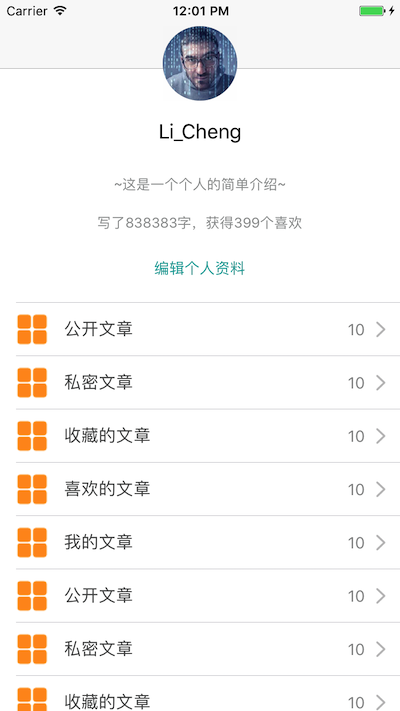 Carrier 12:01 PM
Li_Cheng
~这是一个个人的简单介绍~
写了838383字，获得399个喜欢
编辑个人资料
公开文章 10
私密文章 10
收藏的文章 10
喜欢的文章 10
我的文章 10
公开文章 10
私密文章 10
收藏的文章 10